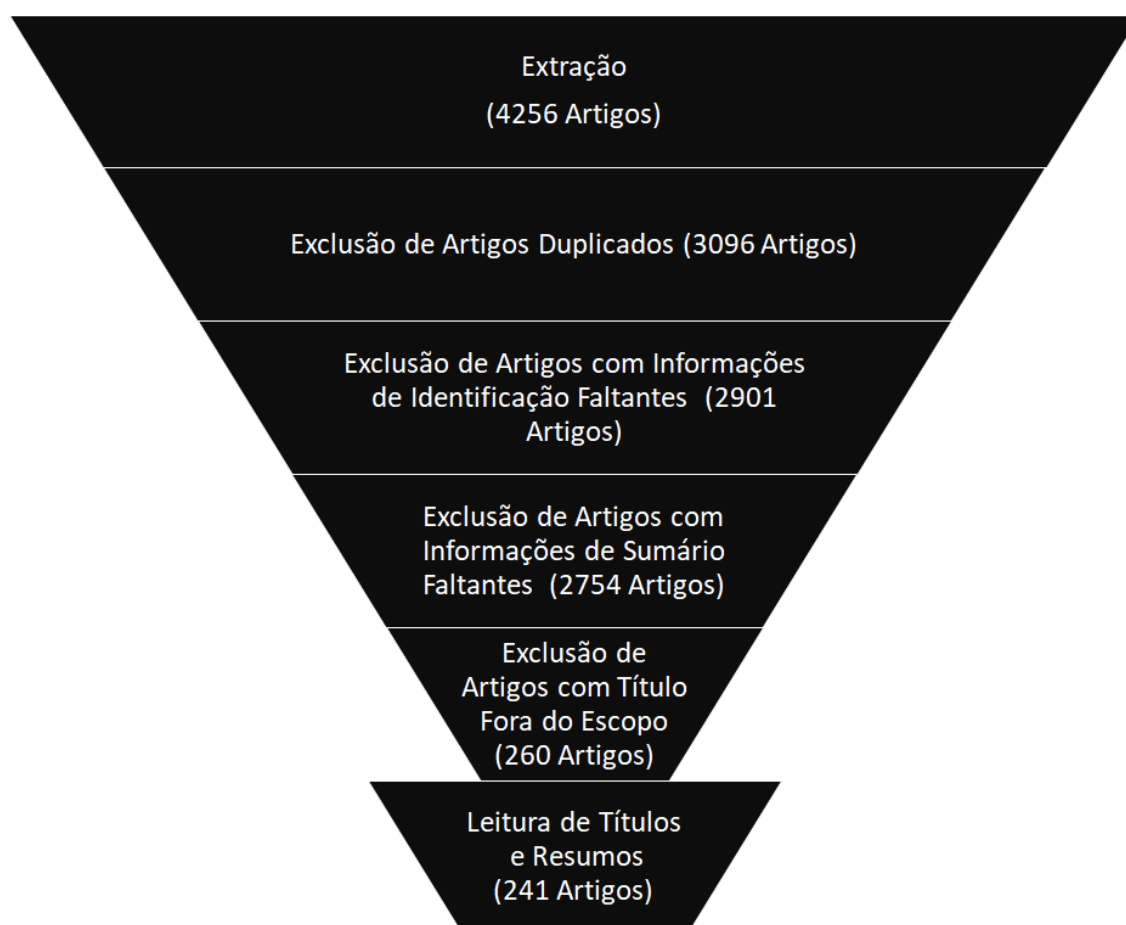 Extração
(4256 Artigos)
Exclusão de Artigos Duplicados (3096 Artigos)
Exclusão de Artigos com Informações
de Identificação Faltantes  (2901
Artigos)
Exclusão de Artigos com
Informações de Sumário
Faltantes  (2754 Artigos)
Exclusão de
Artigos com Título
Fora do Escopo
(260 Artigos)
Leitura de Títulos
e Resumos
(241 Artigos)